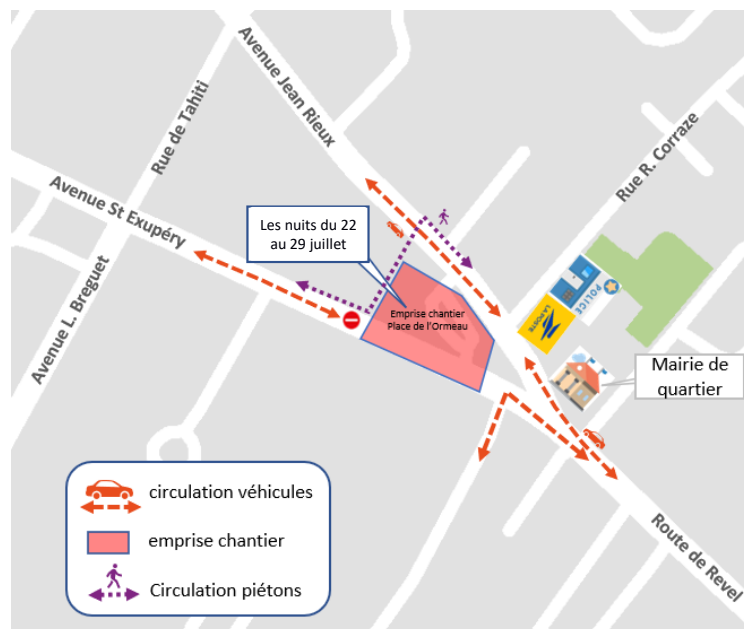 Avenue Jean Rieux
Rue de Tahiti
Rue R. Corraze
Avenue St Exupéry
Les nuits du 22
au 29 juillet
POLICE
LA POSTE
Emprise chantier
Place de l'Ormeau
Avenue L. Breguet
Mairie de
quartier
circulation véhicules
emprise chantier
Circulation piétons
Route de Revel